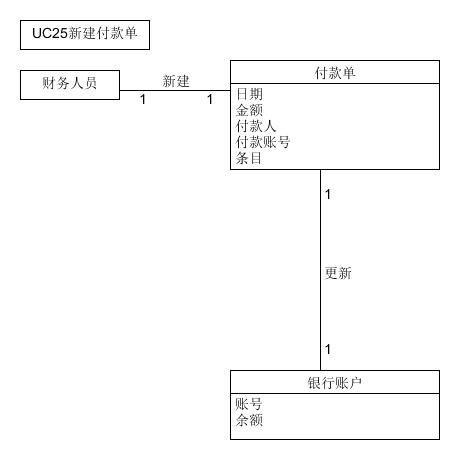 UC25新建付款单
财务人员
新建
1
1
付款单
日期
金额
付款人
付款账号
条目
1
更新
1
银行账户
账号
余额